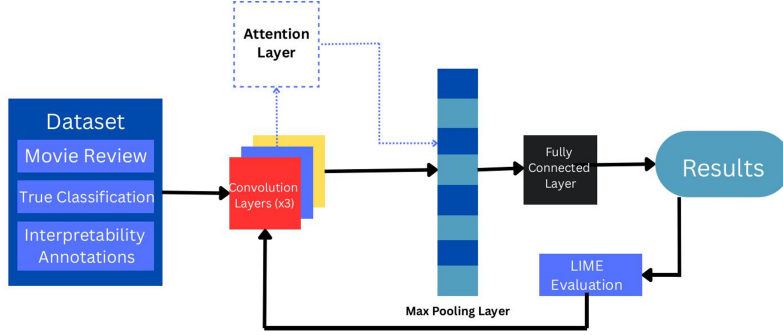 Attention
Layer
Dataset
Movie Review
True Classification
Interpretability
Annotations
Convolution
Layers (x3)
Fully
Connected
Layer
Results
LIME
Evaluation
Max Pooling Layer